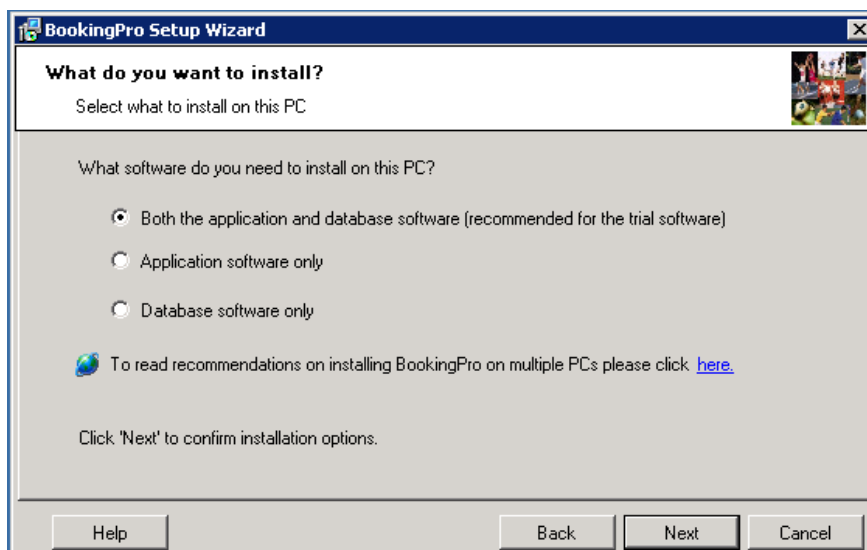 BookingPro Setup Wizard
What do you want to install?
Select what to install on this PC
What software do you need to install on this PC?
Both the application and database software (recommended for the trial software)
Application software only
Database software only
To read recommendations on installing BookingPro on multiple PCs please click here.
Click 'Next' to confirm installation options.
Help Back Next Cancel